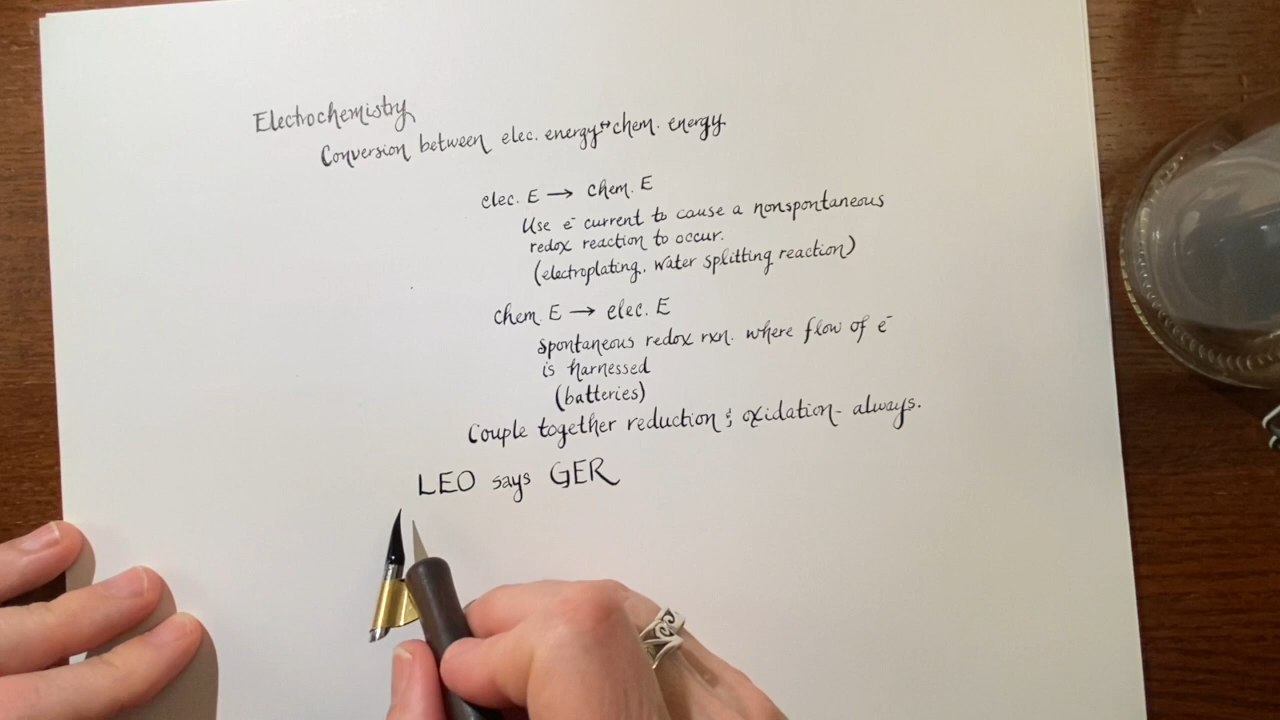 Electrochemistry
Conversion between elec. energy ↔ chem. energy
elec. E → chem. E
Use e⁻ current to cause a nonspontaneous
redox reaction to occur.
(electroplating, water splitting reaction)
chem. E → elec. E
spontaneous redox rxn. where flow of e⁻
is harnessed
(batteries)
Couple together reduction & oxidation - always.
LEO says GER